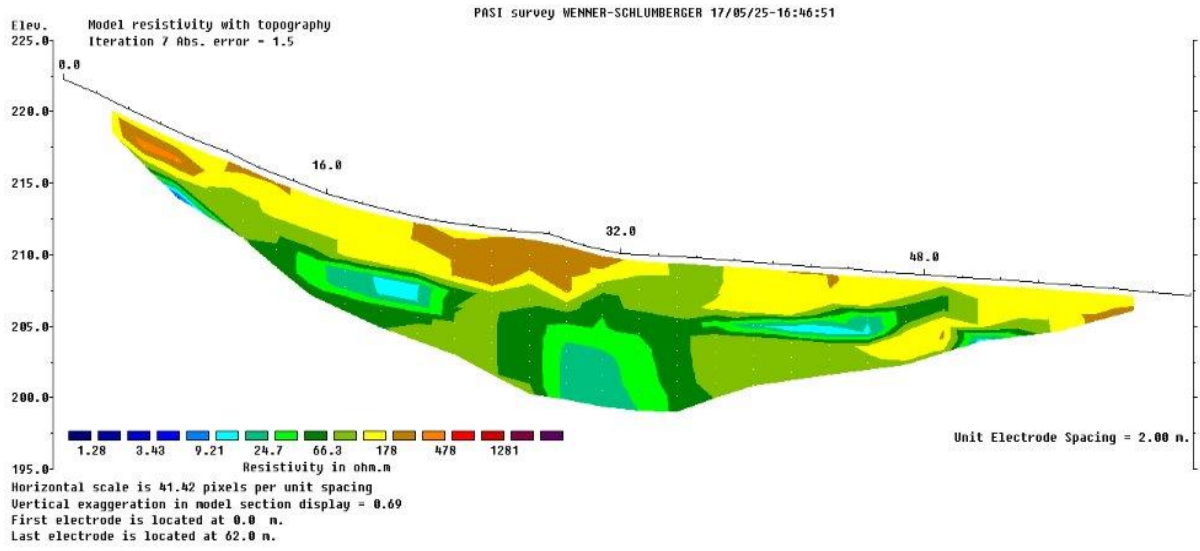 PASI survey WENNER-SCHLUMBERGER 17/05/25-16:46:51
Elev. Model resistivity with topography
225.0 Iteration 7 Abs. error = 1.5
0.0
220.0
215.0 16.0
210.0 32.0 48.0
205.0
200.0
1.28 3.43 9.21 24.7 66.3 178 478 1281
Unit Electrode Spacing = 2.00 m.
Resistivity in ohm.m
195.0
Horizontal scale is 41.42 pixels per unit spacing
Vertical exaggeration in model section display = 0.69
First electrode is located at 0.0 m.
Last electrode is located at 62.0 m.